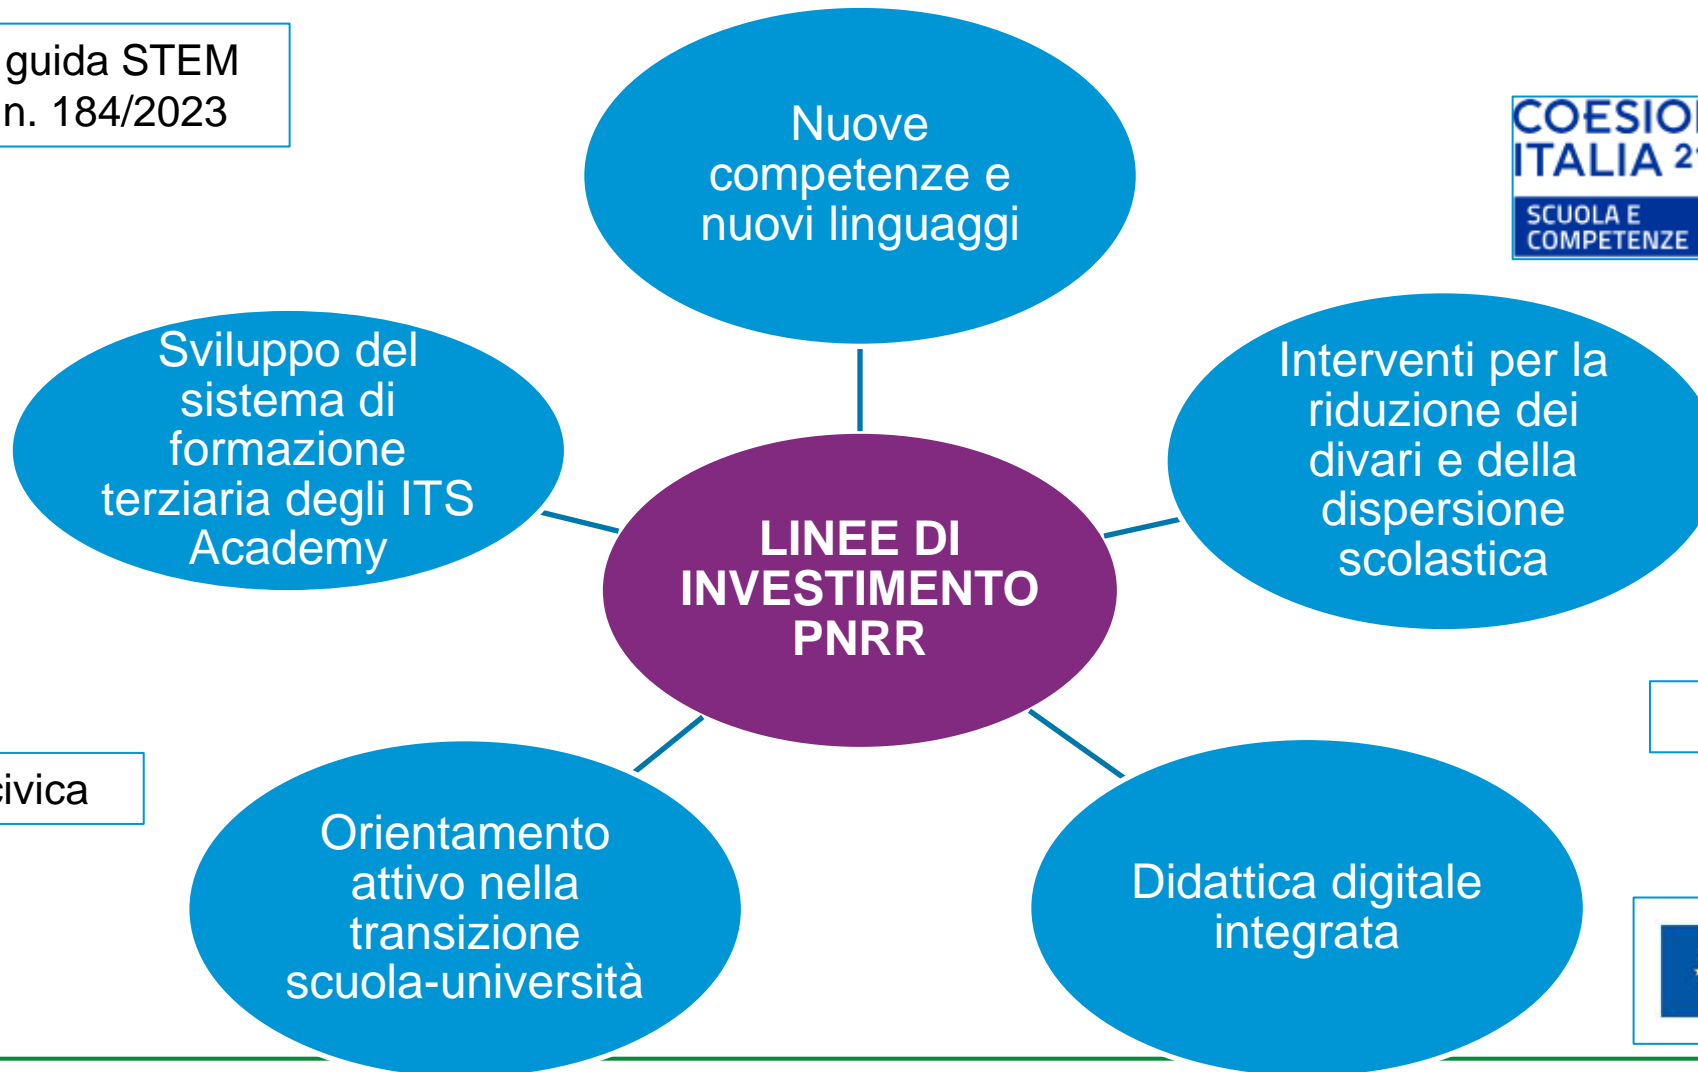 guida STEM
n. 184/2023
Nuove
competenze e
nuovi linguaggi
ITALIA
SCUOLA E
COMPETENZE
Sviluppo del
sistema di
formazione
terziaria degli ITS
Academy
Interventi per la
riduzione dei
divari e della
dispersione
scolastica
LINEE DI
INVESTIMENTO
PNRR
civica
Orientamento
attivo nella
transizione
scuola-università
Didattica digitale
integrata